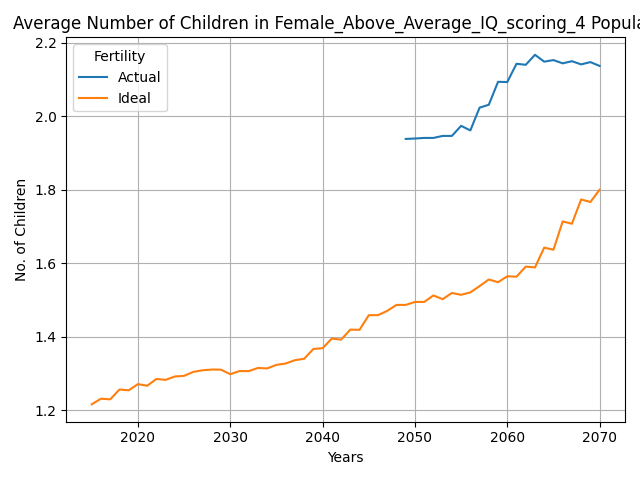 Average Number of Children in Female_Above_Average_IQ_scoring_4 Popula
Fertility
Actual
Ideal
No. of Children
2.2
2.0
1.8
1.6
1.4
1.2
2020 2030 2040 2050 2060 2070
Years